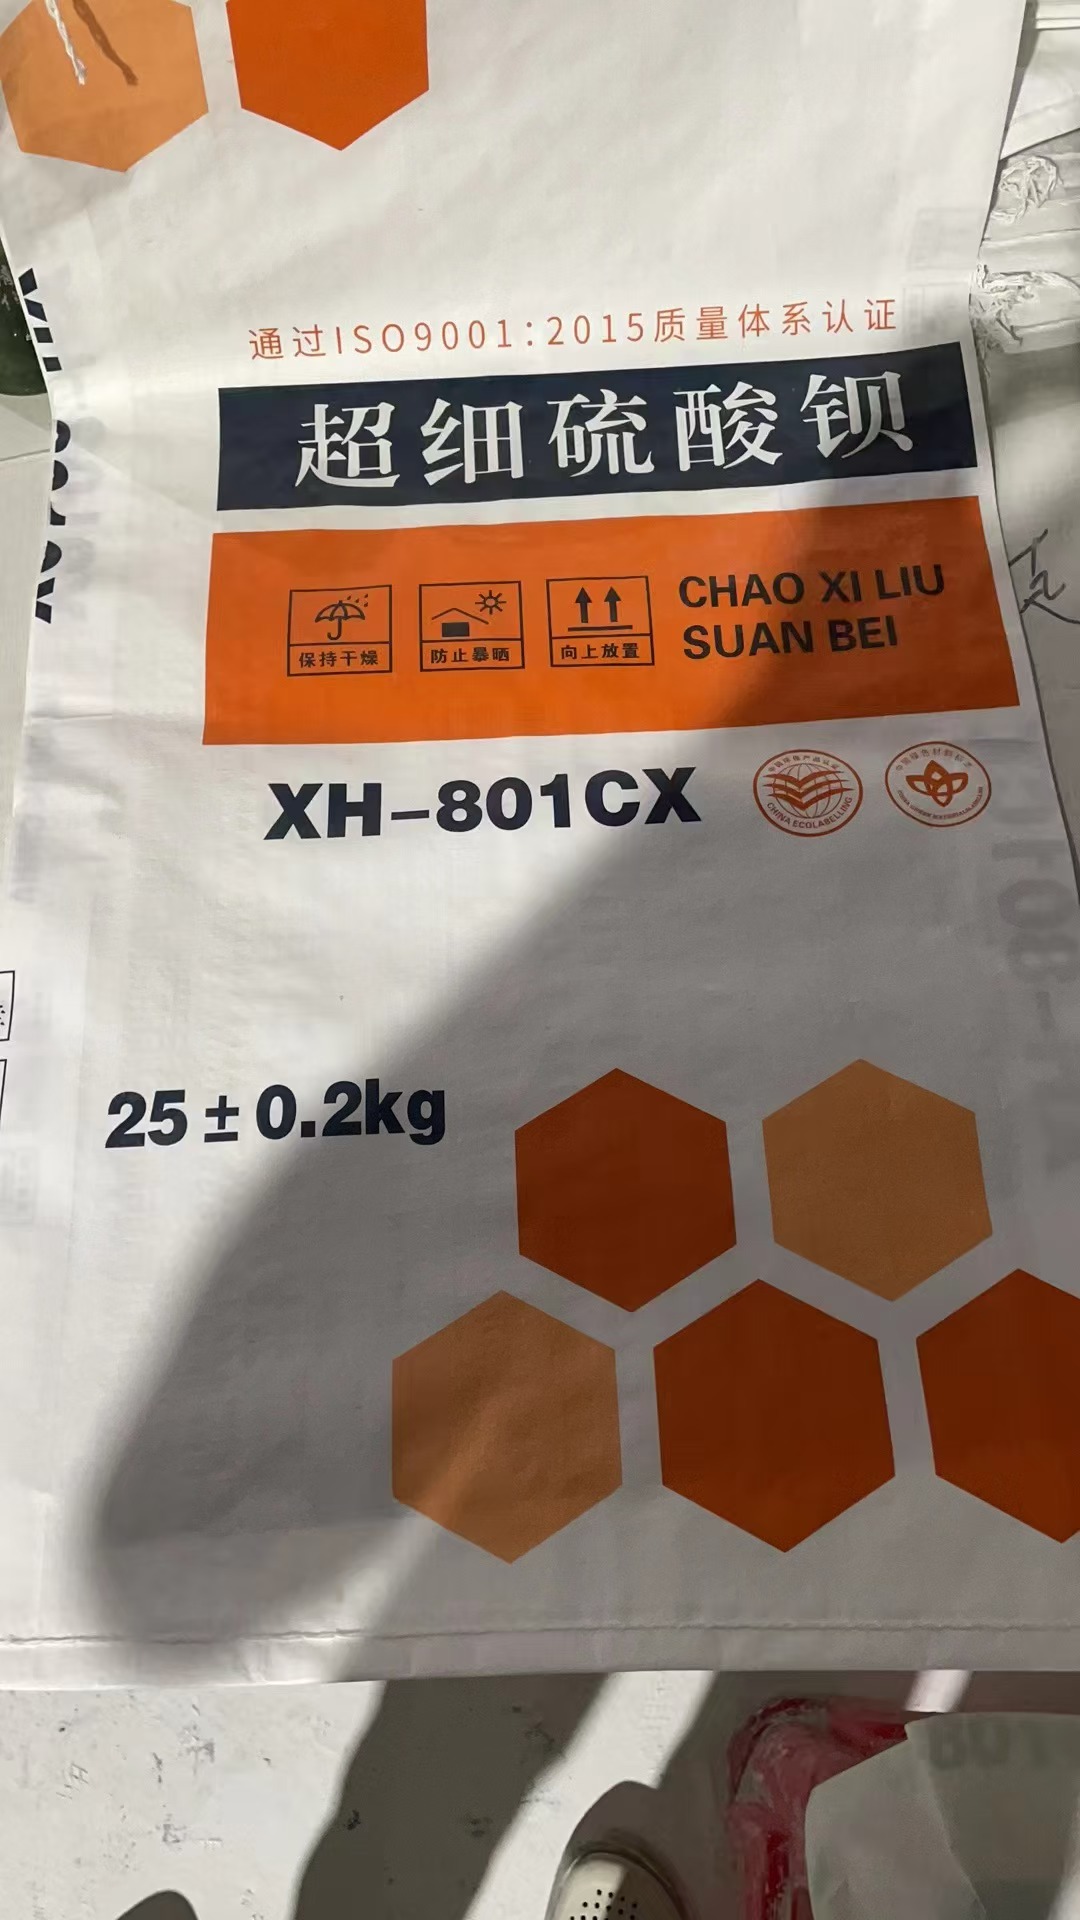 通过ISO9001:2015质量体系认证
超细硫酸钡
保持干燥
防止暴晒
向上放置
CHAO XI LIU
SUAN BEI
XH-801CX
CHINA ECOLABELLING
25±0.2kg